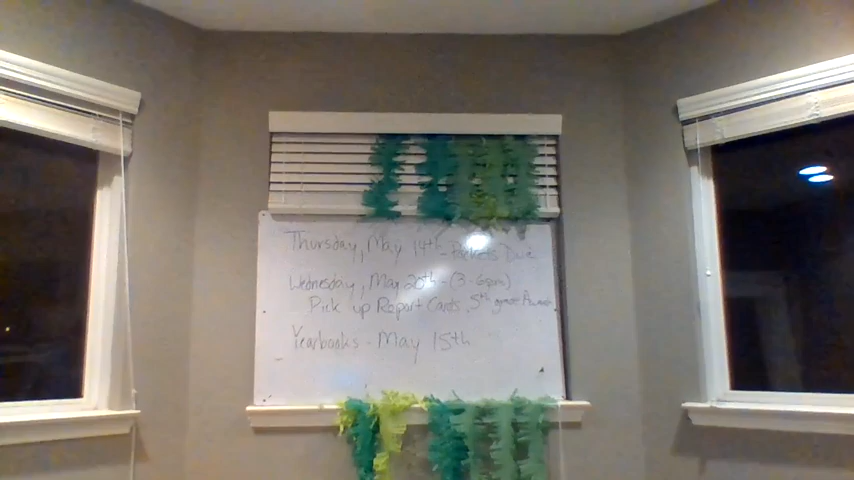 Thursday, May 14th - Packets Due
Wednesday, May 20th - (3-6pm)
Pick up Report Cards, 5th grade
Yearbooks - May 15th